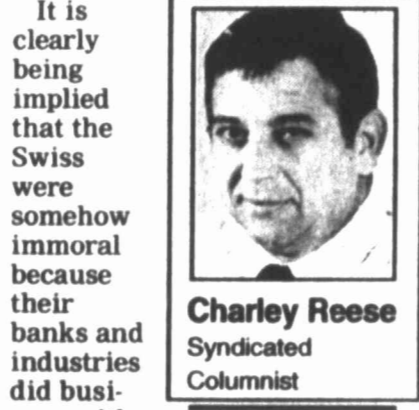 It is
clearly
being
implied
that the
Swiss
were
somehow
immoral
because
their
banks and
industries
did busi-
Charley Reese
Syndicated
Columnist